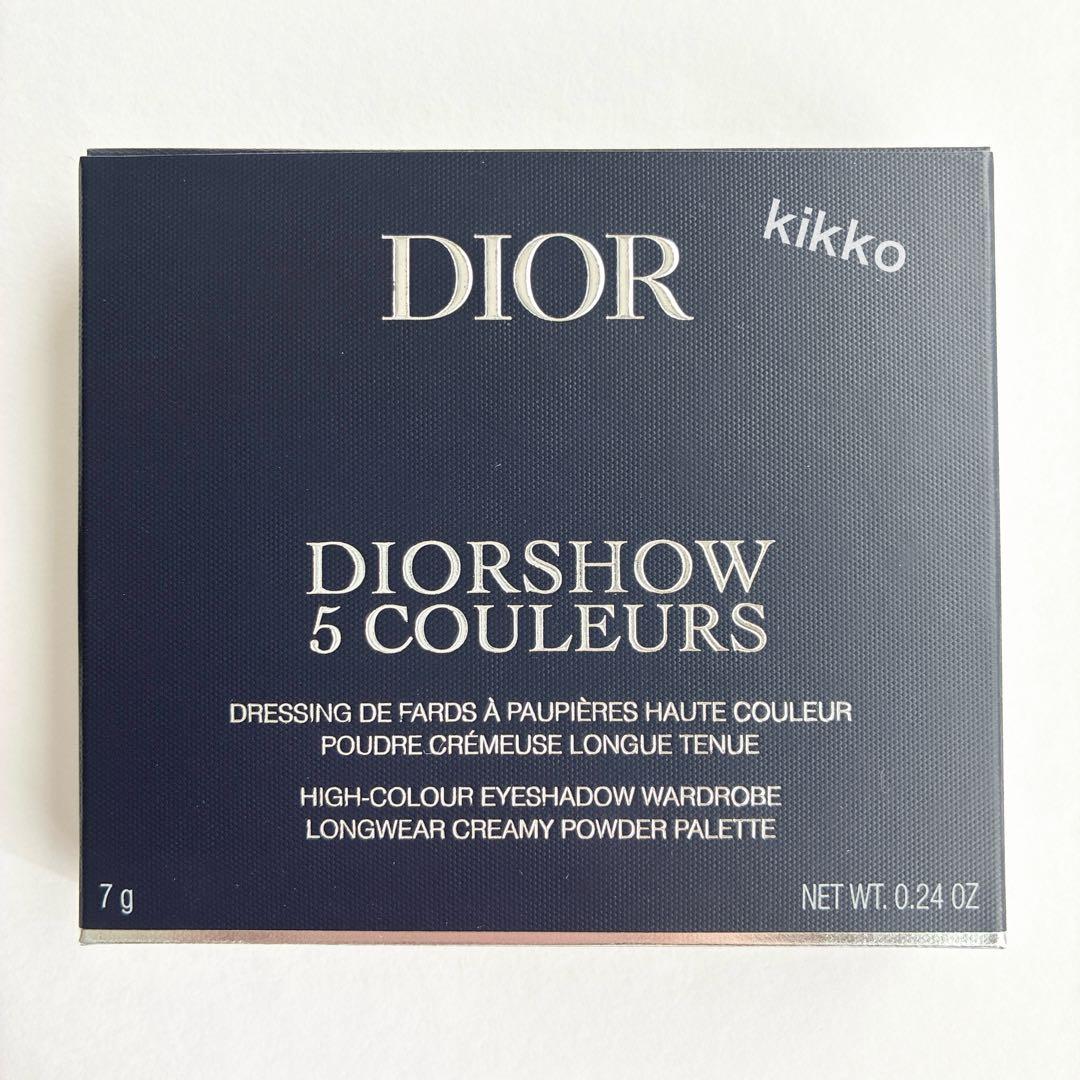 DIOR
kikko
DIORSHOW
5 COULEURS
DRESSING DE FARDS À PAUPIÈRES HAUTE COULEUR
POUDRE CRÉMEUSE LONGUE TENUE
HIGH-COLOUR EYESHADOW WARDROBE
LONGWEAR CREAMY POWDER PALETTE
7 g
NET WT. 0.24 OZ